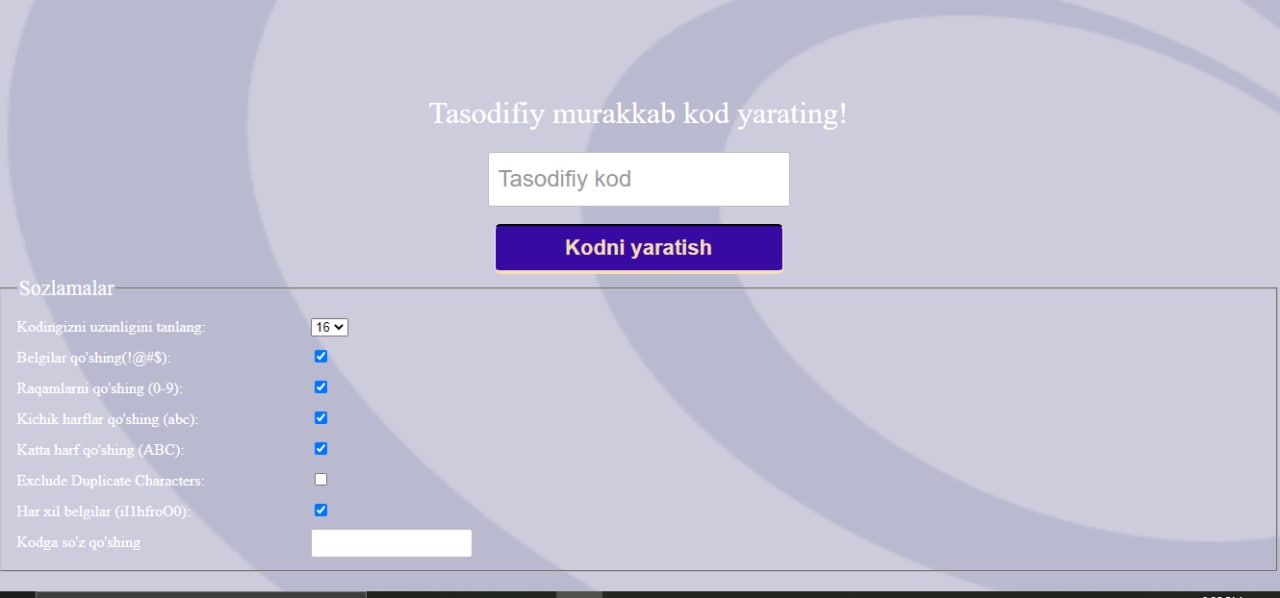 Tasodifiy murakkab kod yarating!
Tasodifiy kod
Kodni yaratish
Sozlamalar
Kodingizni uzunligini tanlang: 16
Belgilar qo'shing(!@#$):
Raqamlarni qo'shing (0-9):
Kichik harflar qo'shing (abc):
Katta harf qo'shing (ABC):
Exclude Duplicate Characters:
Har xil belgilar (iI1hfroO0):
Kodga so'z qo'shing